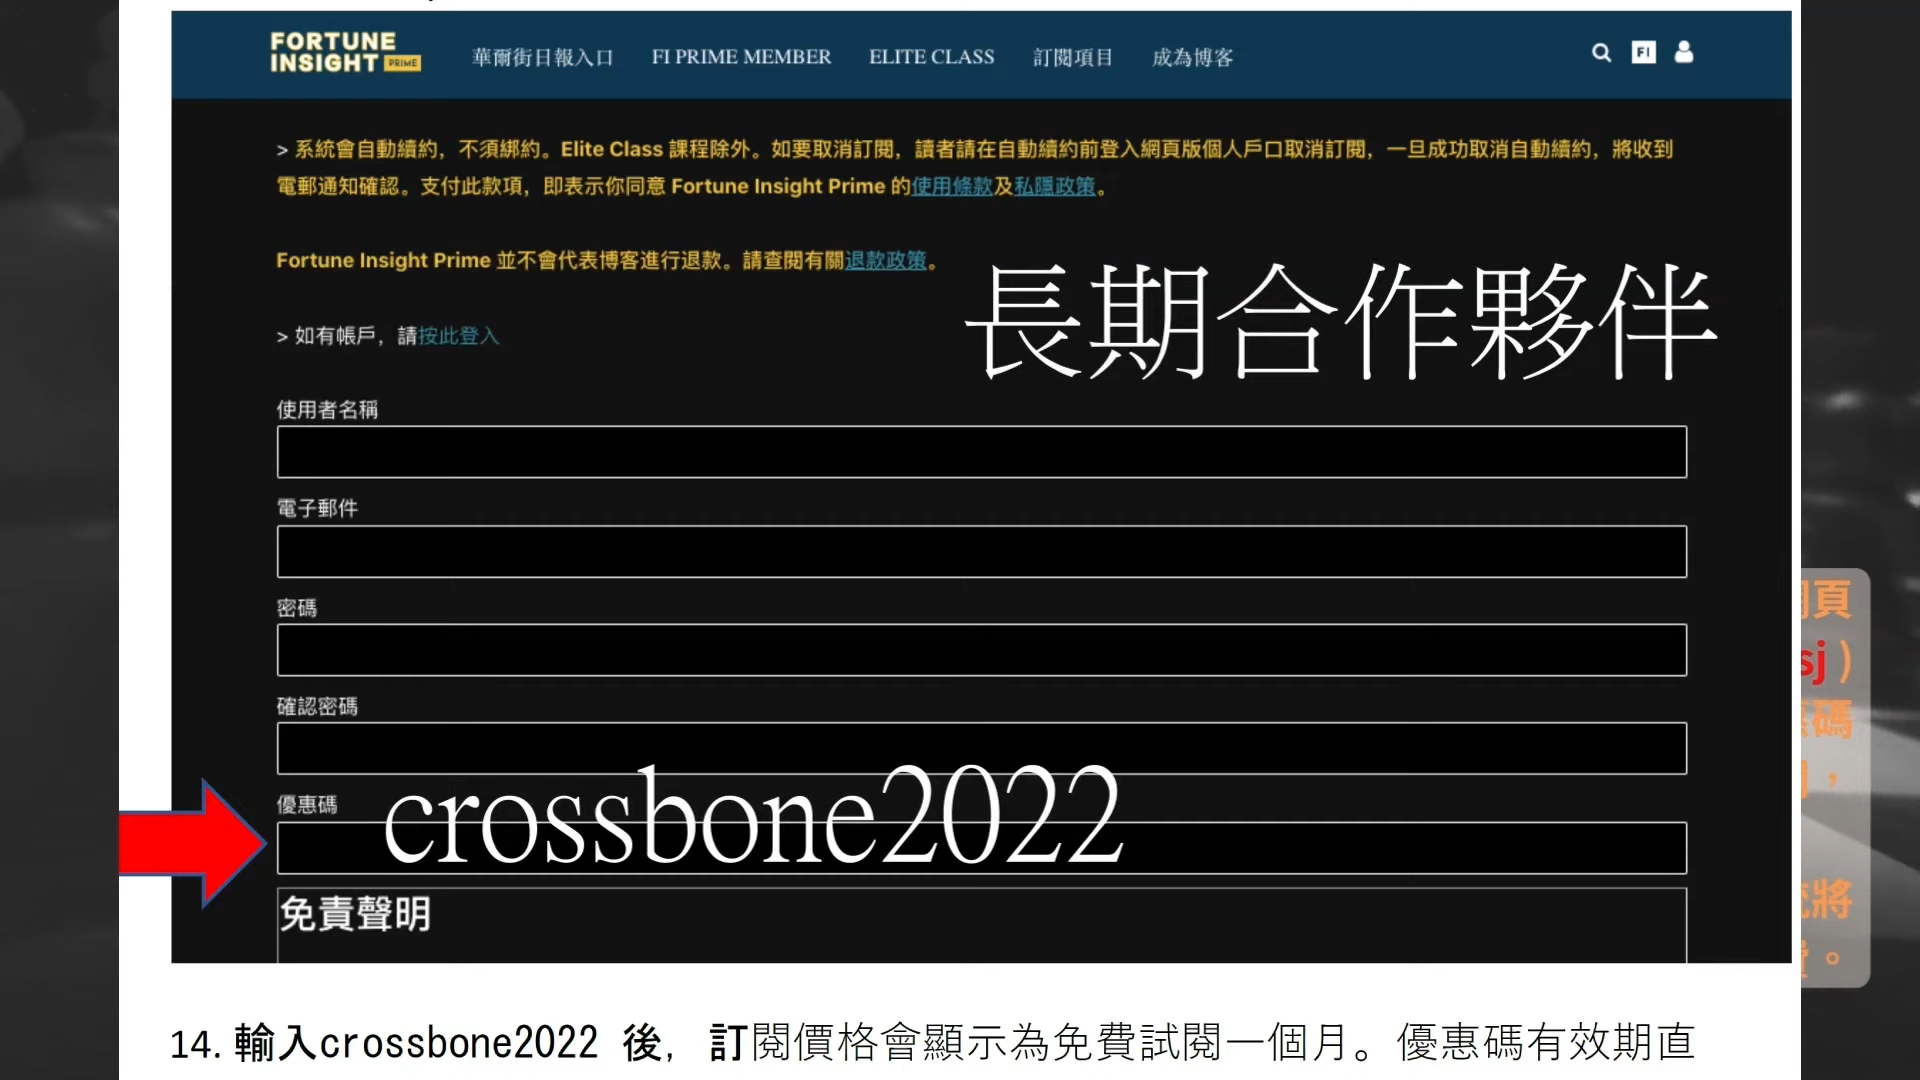 FORTUNE
INSIGHT PRIME
華爾街日報入口 FI PRIME MEMBER ELITE CLASS 訂閱項目 成為博客
FI
> 系統會自動續約，不須綁約。Elite Class 課程除外。如要取消訂閱，讀者請在自動續約前登入網頁版個人戶口取消訂閱，一旦成功取消自動續約，將收到
電郵通知確認。支付此款項，即表示你同意 Fortune Insight Prime 的使用條款及私隱政策。
Fortune Insight Prime 並不會代表博客進行退款。請查閱有關退款政策。
長期合作夥伴
> 如有帳戶，請按此登入
使用者名稱
電子郵件
密碼
確認密碼
優惠碼
crossbone2022
免責聲明
頁
sj )
碼
，
將
。
14. 輸入crossbone2022 後，訂閱價格會顯示為免費試閱一個月。優惠碼有效期直